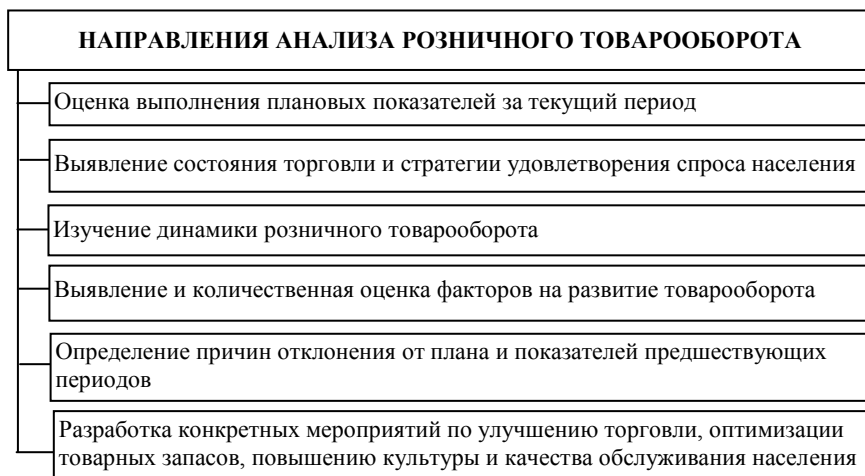 НАПРАВЛЕНИЯ АНАЛИЗА РОЗНИЧНОГО ТОВАРООБОРОТА
Оценка выполнения плановых показателей за текущий период
Выявление состояния торговли и стратегии удовлетворения спроса населения
Изучение динамики розничного товарооборота
Выявление и количественная оценка факторов на развитие товарооборота
Определение причин отклонения от плана и показателей предшествующих
периодов
Разработка конкретных мероприятий по улучшению торговли, оптимизации
товарных запасов, повышению культуры и качества обслуживания населения